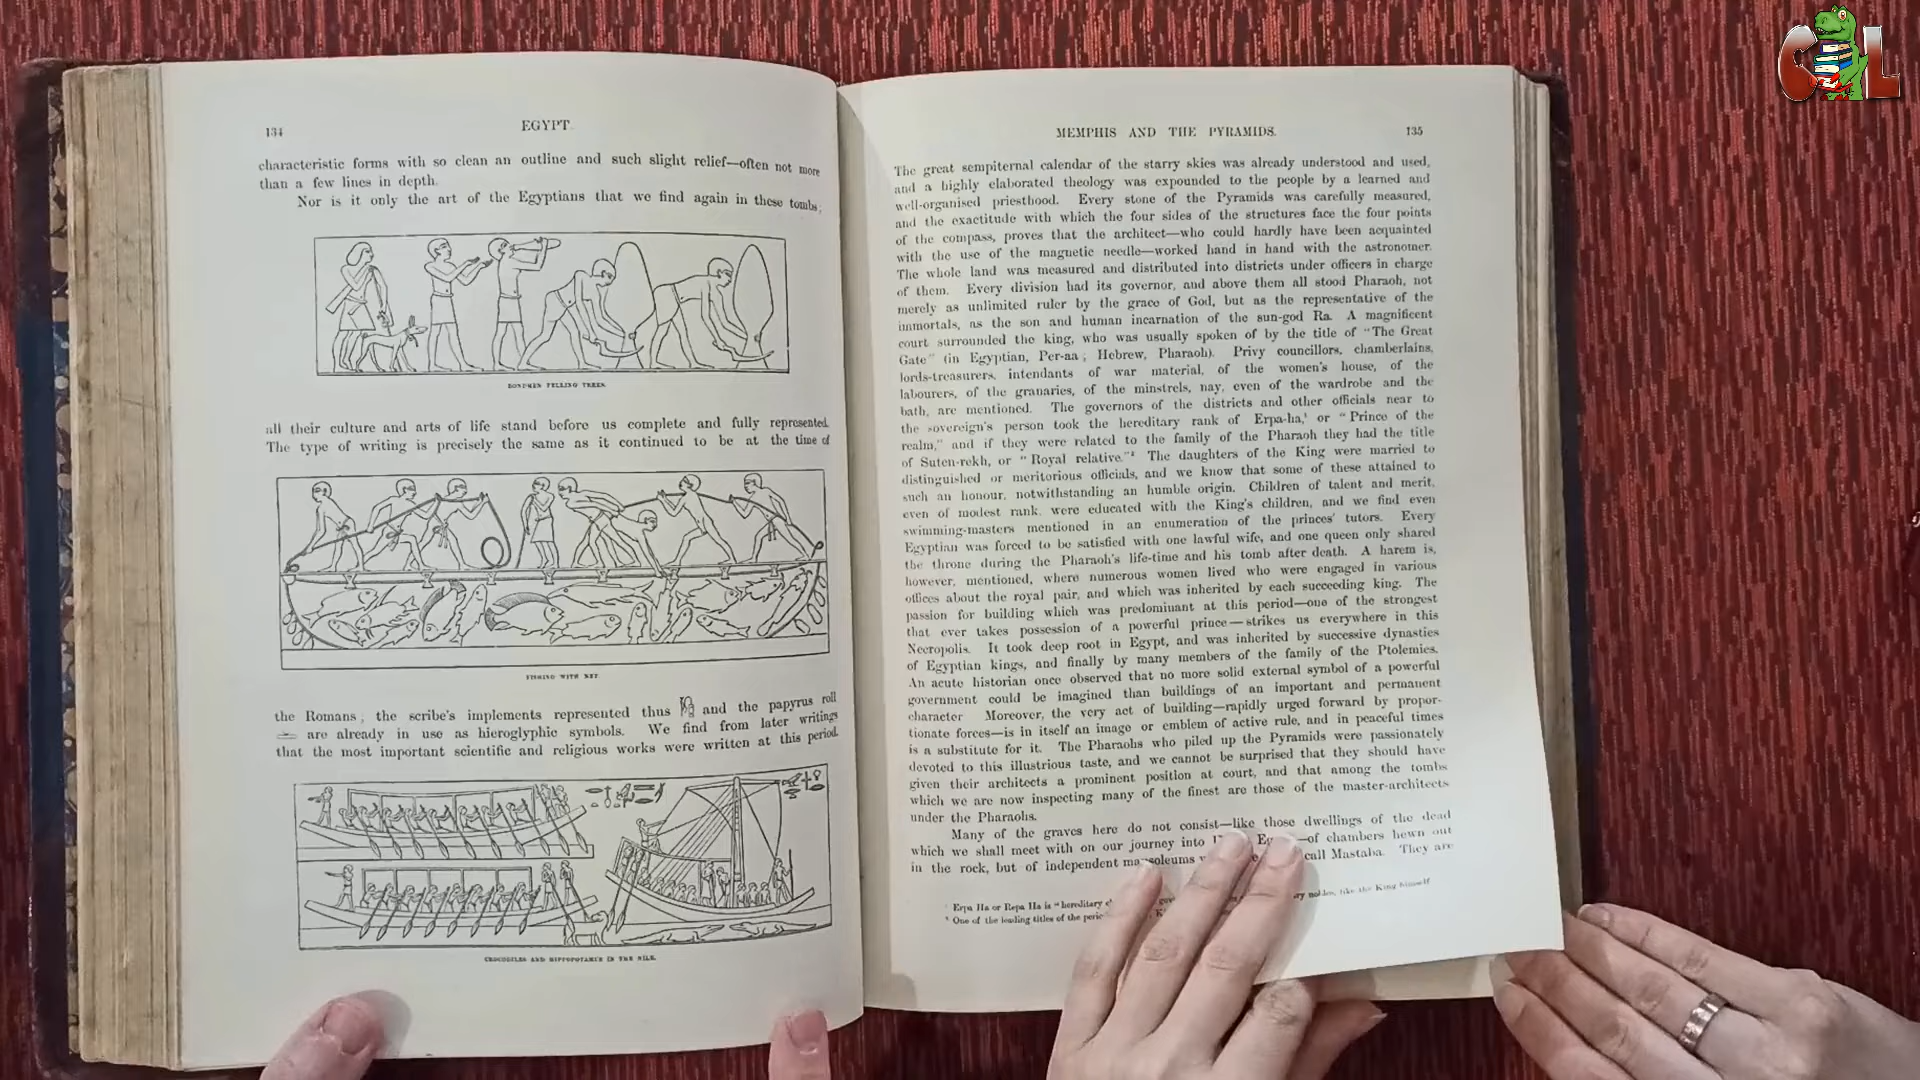 134
EGYPT.
characteristic forms with so clean an outline and such slight relief—often not more
than a few lines in depth.
Nor is it only the art of the Egyptians that we find again in these tombs;
BONDMEN FELLING TREES.
all their culture and arts of life stand before us complete and fully represented.
The type of writing is precisely the same as it continued to be at the time of
FISHING WITH NET.
the Romans; the scribe's implements represented thus and the papyrus roll
are already in use as hieroglyphic symbols. We find from later writings
that the most important scientific and religious works were written at this period.
CROCODILES AND HIPPOPOTAMUS IN THE NILE.
MEMPHIS AND THE PYRAMIDS.
135
The great sempiternal calendar of the starry skies was already understood and used,
and a highly elaborated theology was expounded to the people by a learned and
well-organised priesthood. Every stone of the Pyramids was carefully measured,
and the exactitude with which the four sides of the structures face the four points
of the compass, proves that the architect—who could hardly have been acquainted
with the use of the magnetic needle—worked hand in hand with the astronomer.
The whole land was measured and distributed into districts under officers in charge
of them. Every division had its governor, and above them all stood Pharaoh, not
merely as unlimited ruler by the grace of God, but as the representative of the
immortals, as the son and human incarnation of the sun-god Ra. A magnificent
court surrounded the king, who was usually spoken of by the title of "The Great
Gate" (in Egyptian, Per-aa; Hebrew, Pharaoh). Privy councillors, chamberlains,
lords-treasurers, intendants of war material, of the women's house, of the
labourers, of the granaries, of the minstrels, nay, even of the wardrobe and the
bath, are mentioned. The governors of the districts and other officials near to
the sovereign's person took the hereditary rank of Erpa-ha,¹ or "Prince of the
realm," and if they were related to the family of the Pharaoh they had the title
of Suten-rekh, or "Royal relative."² The daughters of the King were married to
distinguished or meritorious officials, and we know that some of these attained to
such an honour, notwithstanding an humble origin. Children of talent and merit,
even of modest rank, were educated with the King's children, and we find even
swimming-masters mentioned in an enumeration of the princes' tutors. Every
Egyptian was forced to be satisfied with one lawful wife, and one queen only shared
the throne during the Pharaoh's life-time and his tomb after death. A harem is,
however, mentioned, where numerous women lived who were engaged in various
offices about the royal pair, and which was inherited by each succeeding king. The
passion for building which was predominant at this period—one of the strongest
that ever takes possession of a powerful prince—strikes us everywhere in this
Necropolis. It took deep root in Egypt, and was inherited by successive dynasties
of Egyptian kings, and finally by many members of the family of the Ptolemies.
An acute historian once observed that no more solid external symbol of a powerful
government could be imagined than buildings of an important and permanent
character Moreover, the very act of building—rapidly urged forward by propor-
tionate forces—is in itself an image or emblem of active rule, and in peaceful times
is a substitute for it. The Pharaohs who piled up the Pyramids were passionately
devoted to this illustrious taste, and we cannot be surprised that they should have
given their architects a prominent position at court, and that among the tombs
which we are now inspecting many of the finest are those of the master-architects
under the Pharaohs.
Many of the graves here do not consist—like those dwellings of the dead
which we shall meet with on our journey into —of chambers hewn out
in the rock, but of independent mausoleums call Mastaba. They are
¹ Erpa Ha or Repa Ha is "hereditary nobles, like the King himself
² One of the leading titles of the
C L